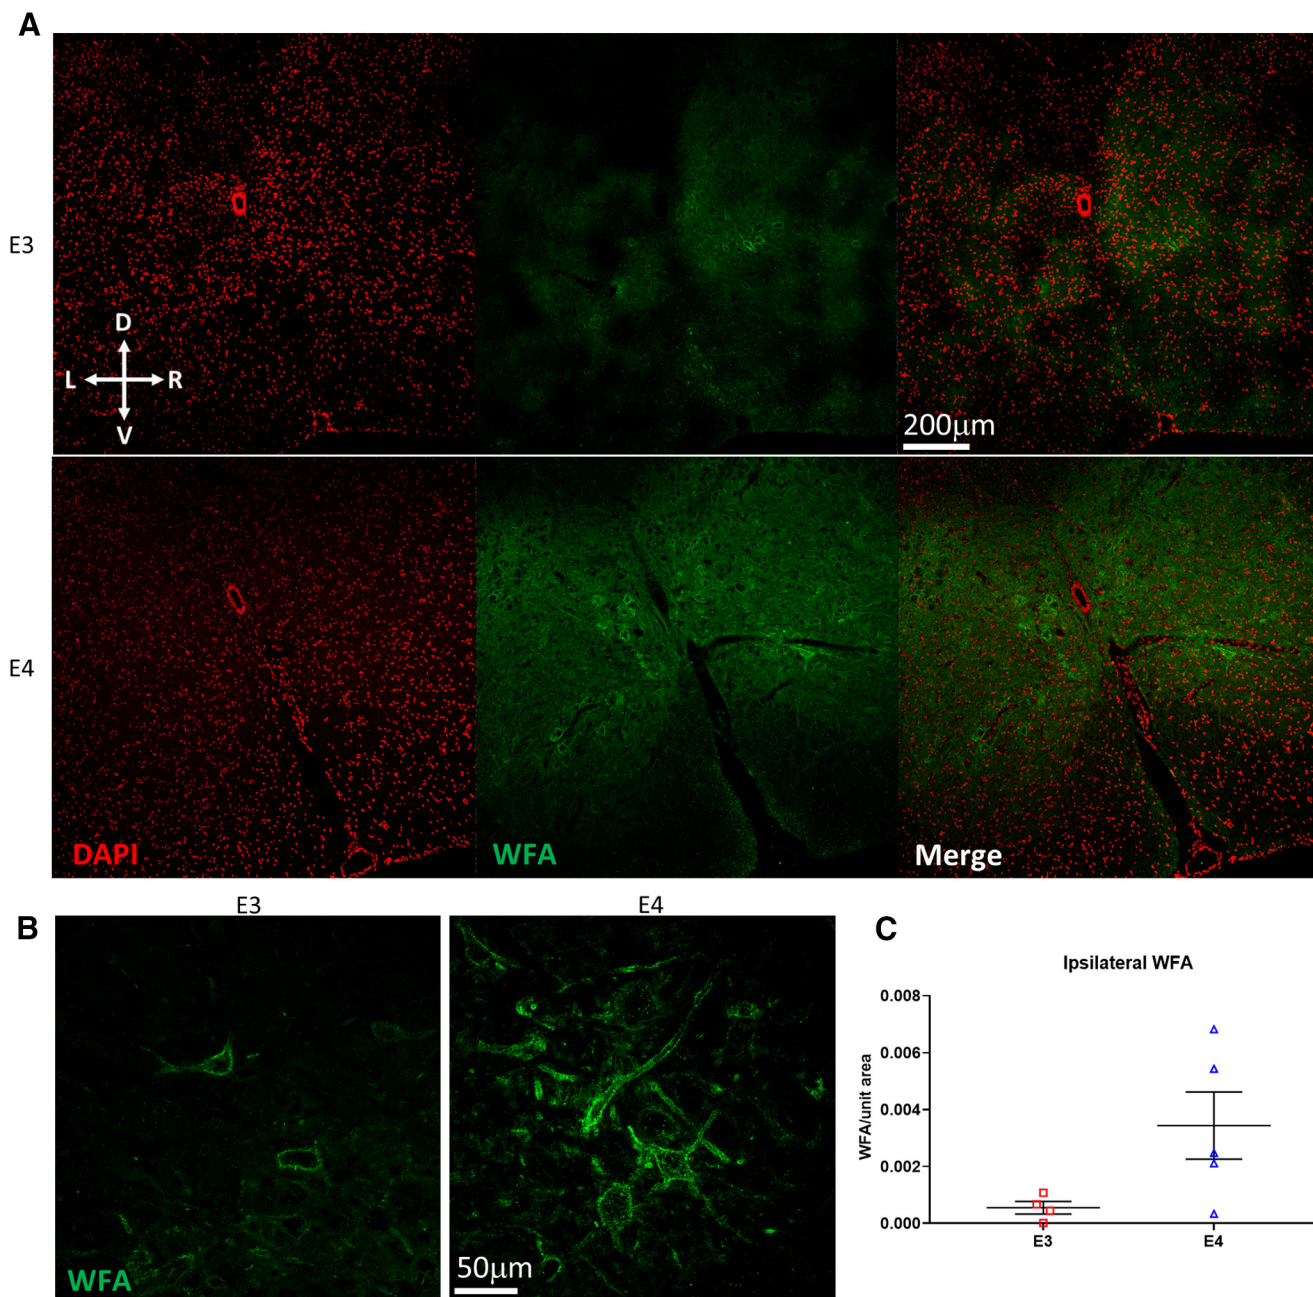 A
E3
D
L R
V
200μm
E4
DAPI
WFA
Merge
B
E3
E4
WFA
50μm
C
Ipsilateral WFA
WFA/unit area
0.008
0.006
0.004
0.002
0.000
E3
E4